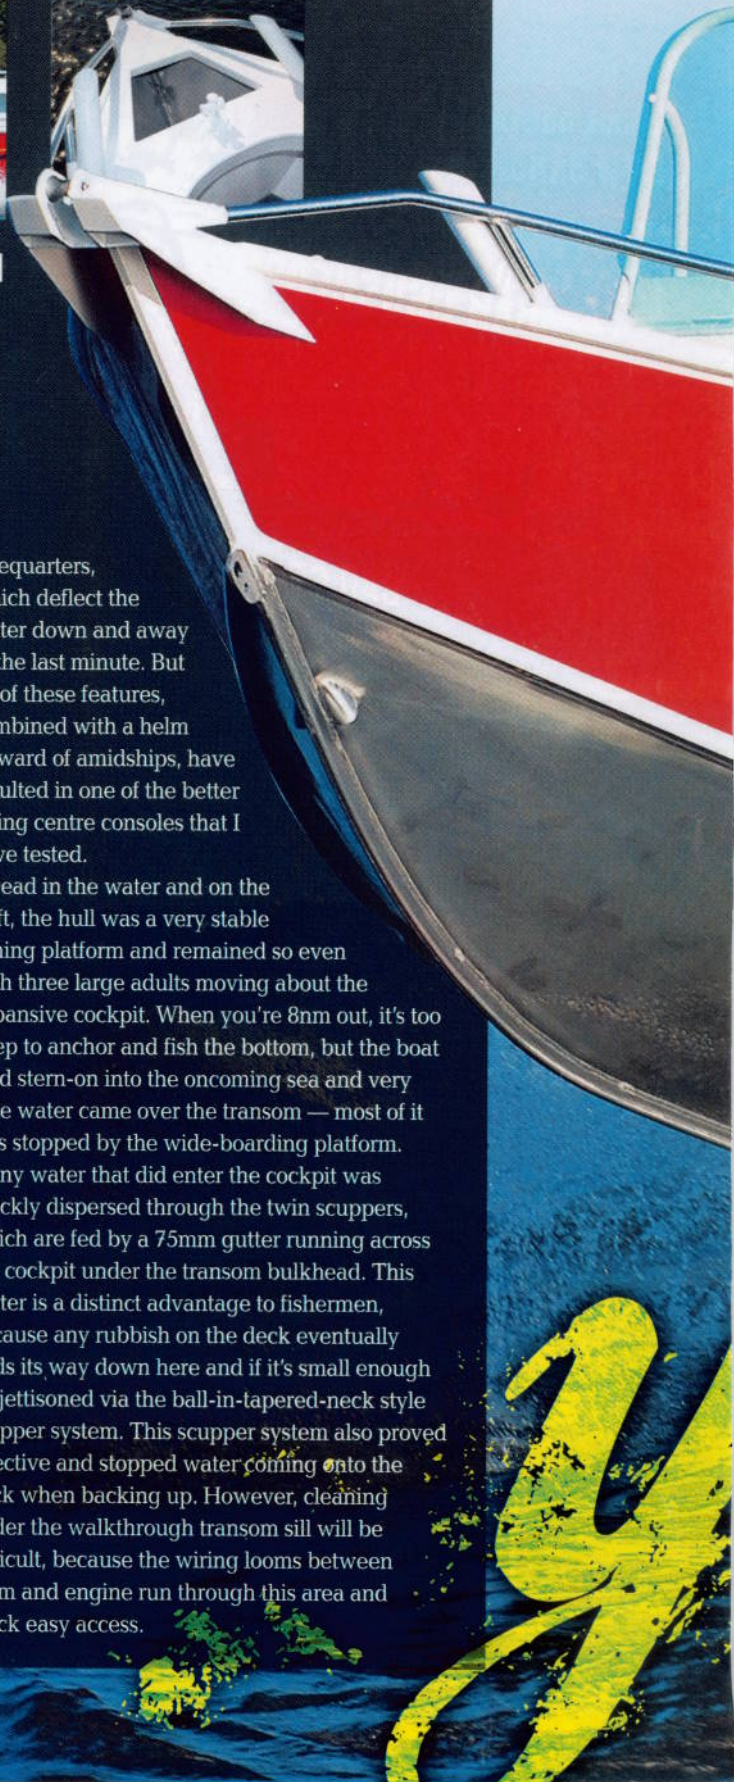 equarters,
ich deflect the
ter down and away
the last minute. But
of these features,
mbined with a helm
ward of amidships, have
ulted in one of the better
ing centre consoles that I
ve tested.
ead in the water and on the
ft, the hull was a very stable
hing platform and remained so even
h three large adults moving about the
pansive cockpit. When you're 8nm out, it's too
ep to anchor and fish the bottom, but the boat
d stern-on into the oncoming sea and very
e water came over the transom — most of it
s stopped by the wide-boarding platform.
ny water that did enter the cockpit was
ckly dispersed through the twin scuppers,
ich are fed by a 75mm gutter running across
cockpit under the transom bulkhead. This
ter is a distinct advantage to fishermen,
cause any rubbish on the deck eventually
ds its way down here and if it's small enough
jettisoned via the ball-in-tapered-neck style
pper system. This scupper system also proved
ective and stopped water coming onto the
ck when backing up. However, cleaning
der the walkthrough transom sill will be
icult, because the wiring looms between
m and engine run through this area and
ck easy access.
y